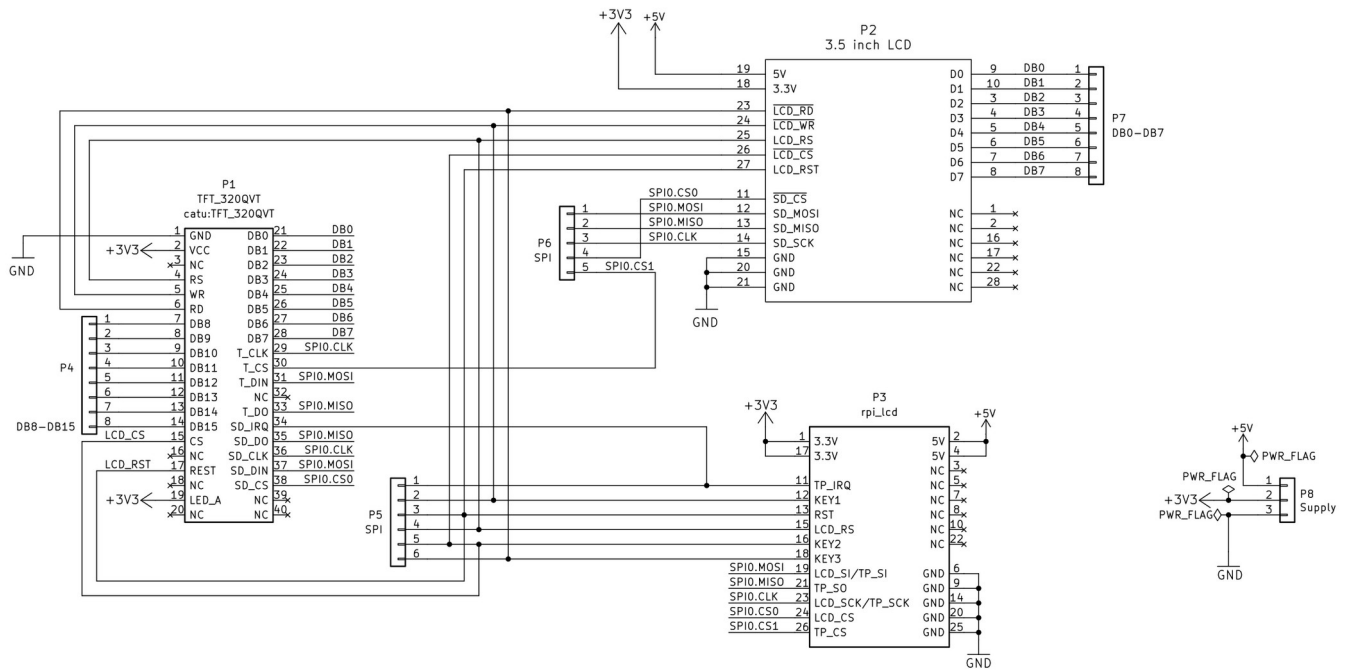 +3V3
+5V
P2
3.5 inch LCD
19 5V
18 3.3V
23 LCD_RD
24 LCD_WR
25 LCD_RS
26 LCD_CS
27 LCD_RST
11 SD_CS
12 SD_MOSI
13 SD_MISO
14 SD_SCK
15 GND
20 GND
21 GND
D0 9 DB0 1
D1 10 DB1 2
D2 3 DB2 3
D3 4 DB3 4
D4 5 DB4 5
D5 6 DB5 6
D6 7 DB6 7
D7 8 DB7 8
P7
DB0-DB7
NC 1
NC 2
NC 16
NC 17
NC 22
NC 28
P6
SPI
1 SPI0.MOSI
2 SPI0.MISO
3 SPI0.CLK
4 SPI0.CS0
5 SPI0.CS1
GND
P1
TFT_320QVT
catu:TFT_320QVT
GND
+3V3
1 GND DB0 21 DB0
2 VCC DB1 22 DB1
3 NC DB2 23 DB2
4 RS DB3 24 DB3
5 WR DB4 25 DB4
6 RD DB5 26 DB5
7 DB8 DB6 27 DB6
8 DB9 DB7 28 DB7
9 DB10 T_CLK 29 SPI0.CLK
10 DB11 T_CS 30
11 DB12 T_DIN 31 SPI0.MOSI
12 DB13 NC 32
13 DB14 T_DO 33 SPI0.MISO
14 DB15 SD_IRQ 34
15 CS SD_DO 35 SPI0.MISO
16 NC SD_CLK 36 SPI0.CLK
17 REST SD_DIN 37 SPI0.MOSI
18 NC SD_CS 38 SPI0.CS0
19 LED_A NC 39
20 NC NC 40
P4
DB8-DB15
1
2
3
4
5
6
7
8
LCD_CS
LCD_RST
+3V3
P5
SPI
1
2
3
4
5
6
P3
rpi_lcd
+3V3
+5V
1 3.3V 5V 2
17 3.3V 5V 4
NC 3
11 TP_IRQ NC 5
12 KEY1 NC 7
13 RST NC 8
15 LCD_RS NC 10
16 KEY2 NC 22
18 KEY3
SPI0.MOSI 19 LCD_SI/TP_SI GND 6
SPI0.MISO 21 TP_SO GND 9
SPI0.CLK 23 LCD_SCK/TP_SCK GND 14
SPI0.CS0 24 LCD_CS GND 20
SPI0.CS1 26 TP_CS GND 25
GND
+5V
PWR_FLAG
PWR_FLAG
+3V3
PWR_FLAG
1
2
3
P8
Supply
GND